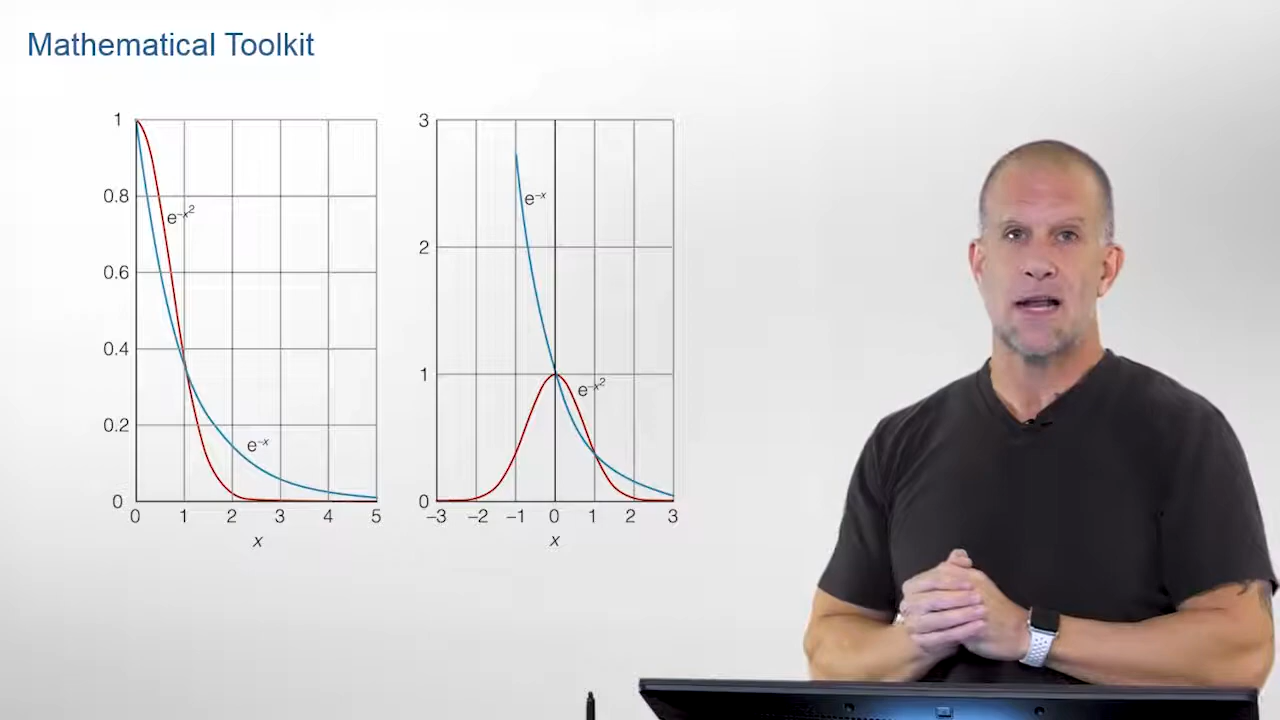 Mathematical Toolkit
1
0.8
0.6
0.4
0.2
0
0 1 2 3 4 5
x
e^{-x^2}
e^{-x}
3
2
1
0
–3 –2 –1 0 1 2 3
x
e^{-x}
e^{-x^2}